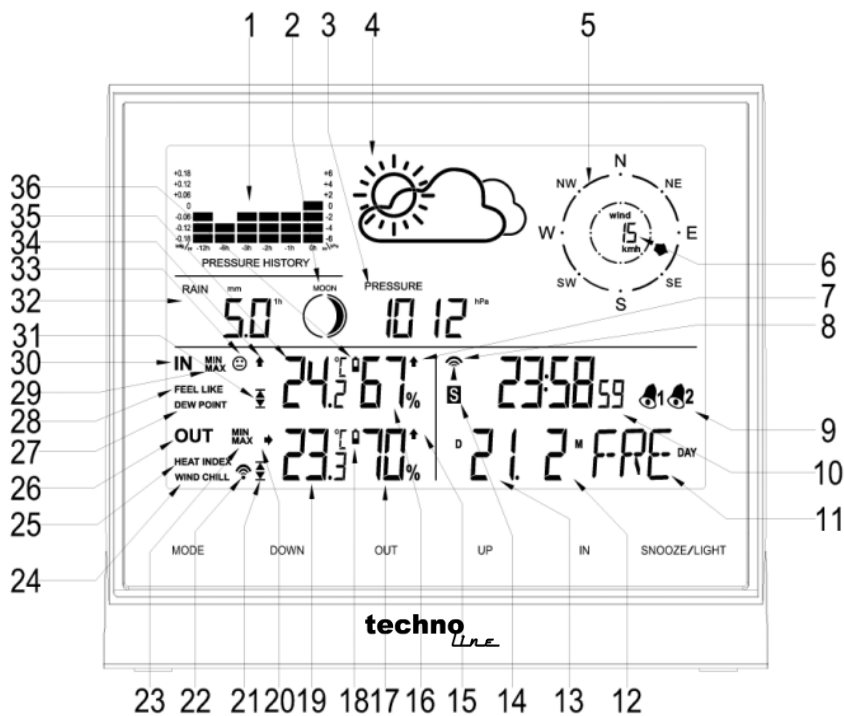 1 2 3 4 5
+0.18 +6
+0.12 +4
+0.06 +2
0 0
-0.06 -2
-0.12 -4
-0.18 -6
-12h -6h -3h -2h -1h 0h
PRESSURE HISTORY
N
NW NE
W E
SW SE
S
wind
15
kmh
36
35
34
33
32
31
30
29
28
27
26
25
24
6
7
8
9
10
11
RAIN mm MOON PRESSURE
5.0 1h 1012 hPa
IN MIN MAX 24.2 °C 67 % 23:58 59 1 2
FEEL LIKE
DEW POINT S
OUT MIN MAX 23.3 °C 70 % D 21. 2 M FRE DAY
HEAT INDEX
WIND CHILL
MODE DOWN OUT UP IN SNOOZE/LIGHT
techno
line
23 22 21 20 19 18 17 16 15 14 13 12